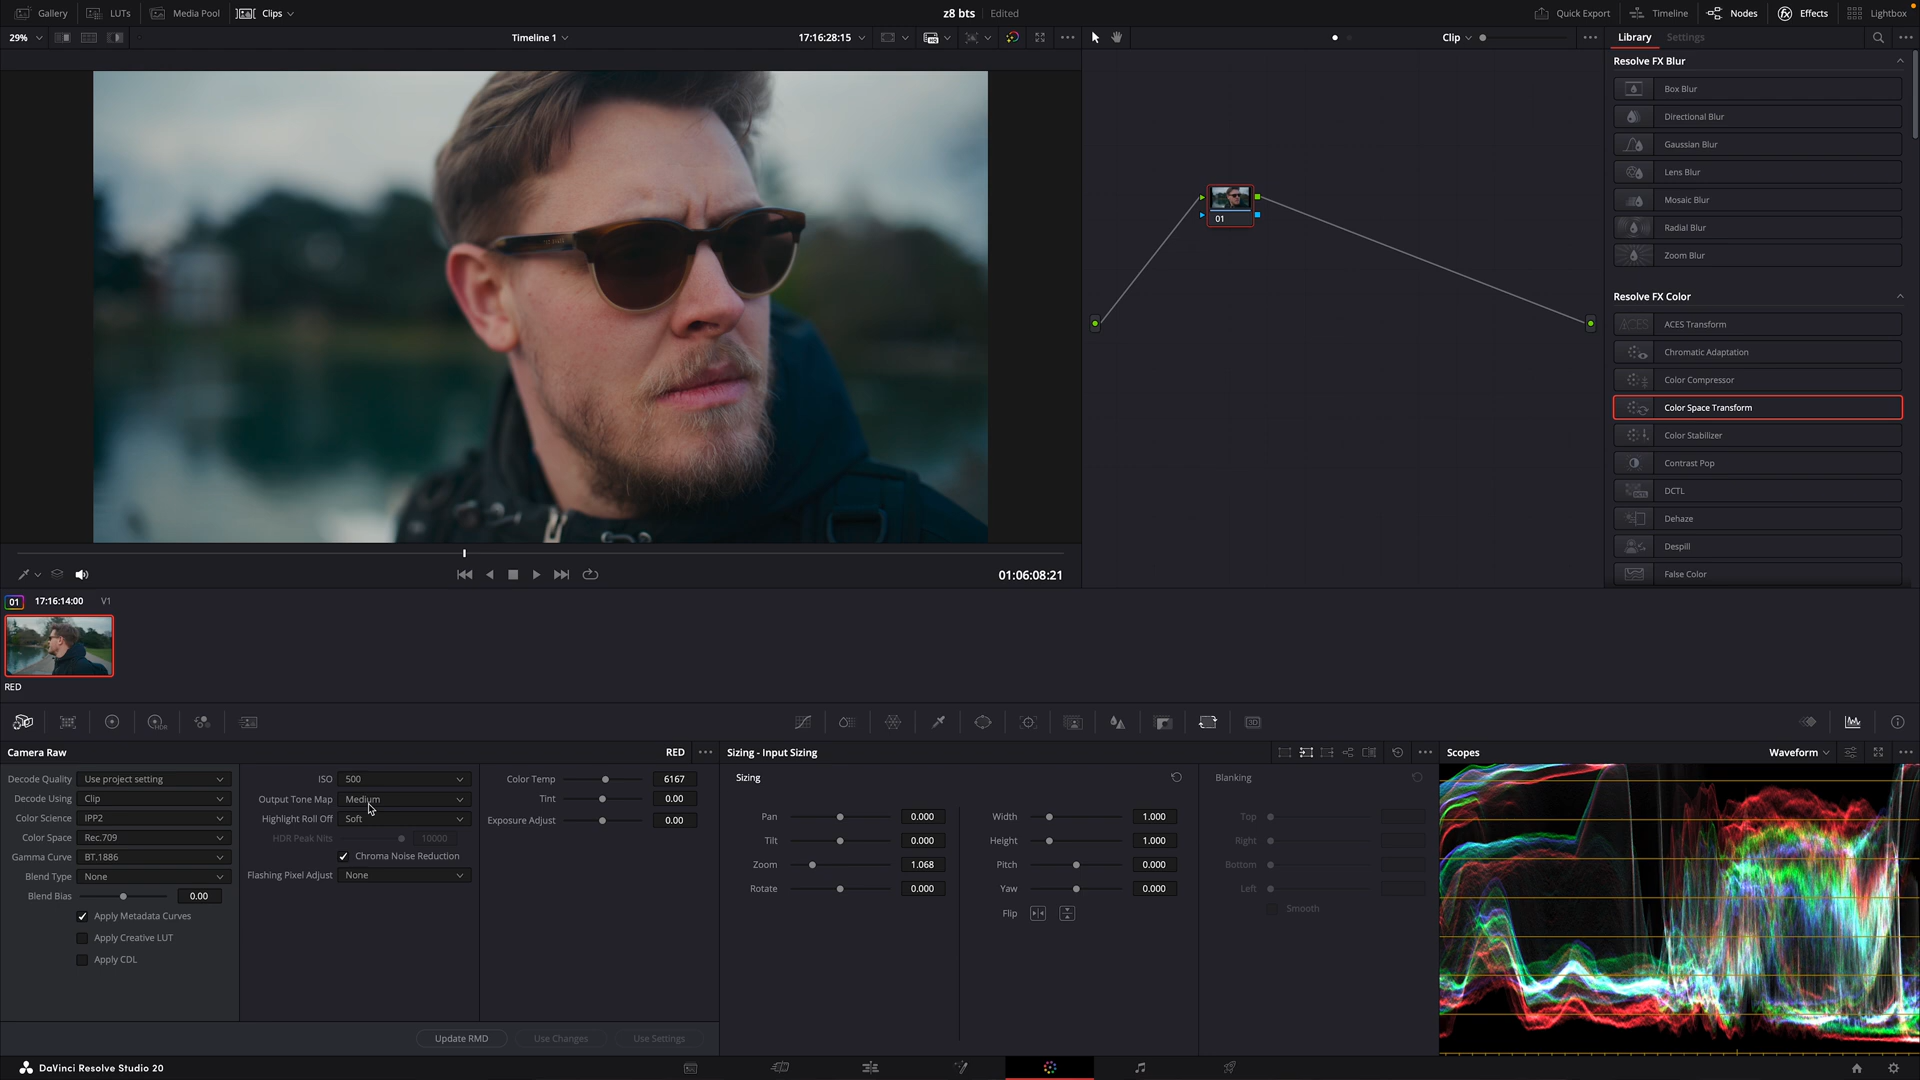 Gallery LUTs Media Pool Clips z8 bts Edited Quick Export Timeline Nodes Effects Lightbox
29% Timeline 1 17:16:28:15 Clip Library Settings
Resolve FX Blur
Box Blur
Directional Blur
Gaussian Blur
Lens Blur
Mosaic Blur
Radial Blur
Zoom Blur
Resolve FX Color
ACES Transform
Chromatic Adaptation
Color Compressor
Color Space Transform
Color Stabilizer
Contrast Pop
DCTL
Dehaze
Despill
False Color
01
01:06:08:21
01 17:16:14:00 V1
RED
Camera Raw RED
Decode Quality Use project setting
Decode Using Clip
Color Science IPP2
Color Space Rec.709
Gamma Curve BT.1886
Blend Type None
Blend Bias 0.00
Apply Metadata Curves
Apply Creative LUT
Apply CDL
ISO 500
Output Tone Map Medium
Highlight Roll Off Soft
HDR Peak Nits 10000
Chroma Noise Reduction
Flashing Pixel Adjust None
Color Temp 6167
Tint 0.00
Exposure Adjust 0.00
Update RMD Use Changes Use Settings
Sizing - Input Sizing
Sizing
Pan 0.000
Tilt 0.000
Zoom 1.068
Rotate 0.000
Width 1.000
Height 1.000
Pitch 0.000
Yaw 0.000
Flip
Blanking
Top
Right
Bottom
Left
Smooth
Scopes Waveform
DaVinci Resolve Studio 20